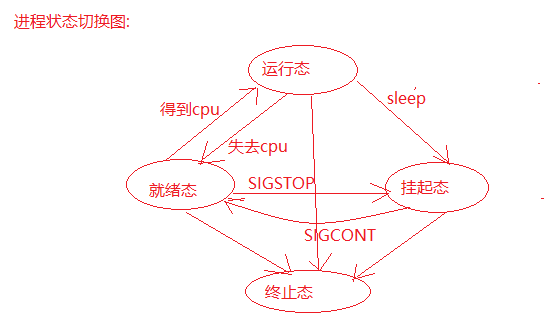 进程状态切换图:
运行态
得到cpu
sleep
失去cpu
就绪态
SIGSTOP
挂起态
SIGCONT
终止态